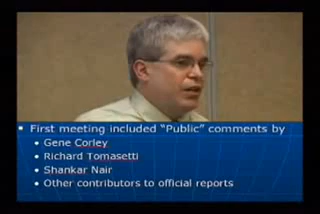 ▪ First meeting included “Public” comments by
• Gene Corley
• Richard Tomasetti
• Shankar Nair
• Other contributors to official reports